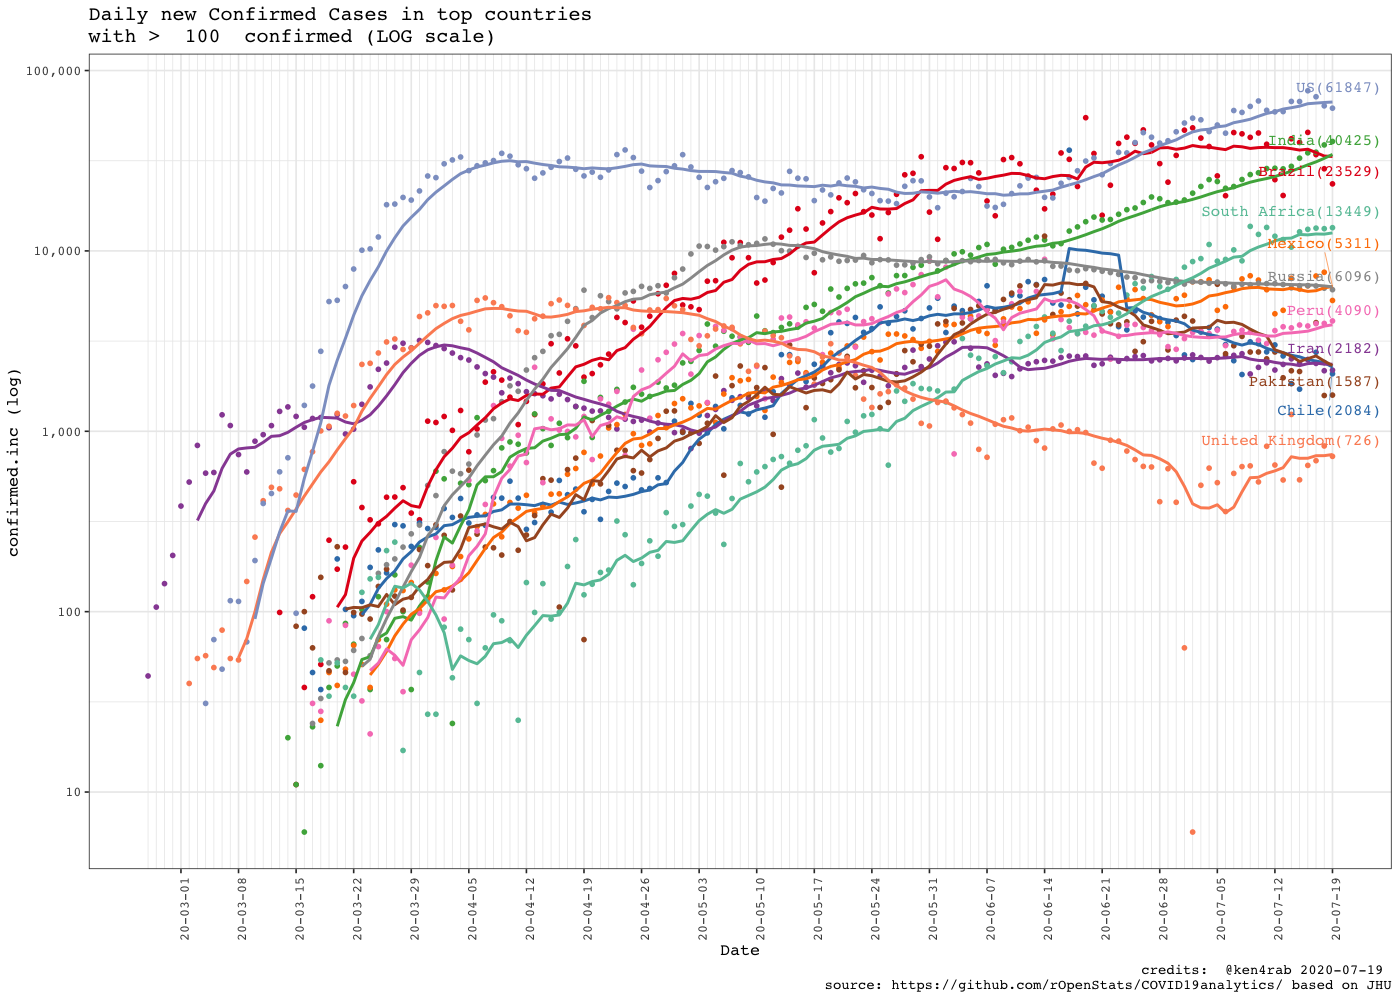 Daily new Confirmed Cases in top countries
with >  100  confirmed (LOG scale)
100,000
10,000
1,000
100
10
confirmed.inc (log)
US(61847)
India(40425)
Brazil(23529)
South Africa(13449)
Mexico(5311)
Russia(6096)
Peru(4090)
Iran(2182)
Pakistan(1587)
Chile(2084)
United Kingdom(726)
20-03-01
20-03-08
20-03-15
20-03-22
20-03-29
20-04-05
20-04-12
20-04-19
20-04-26
20-05-03
20-05-10
20-05-17
20-05-24
20-05-31
20-06-07
20-06-14
20-06-21
20-06-28
20-07-05
20-07-12
20-07-19
Date
credits:  @ken4rab 2020-07-19
source: https://github.com/rOpenStats/COVID19analytics/ based on JHU